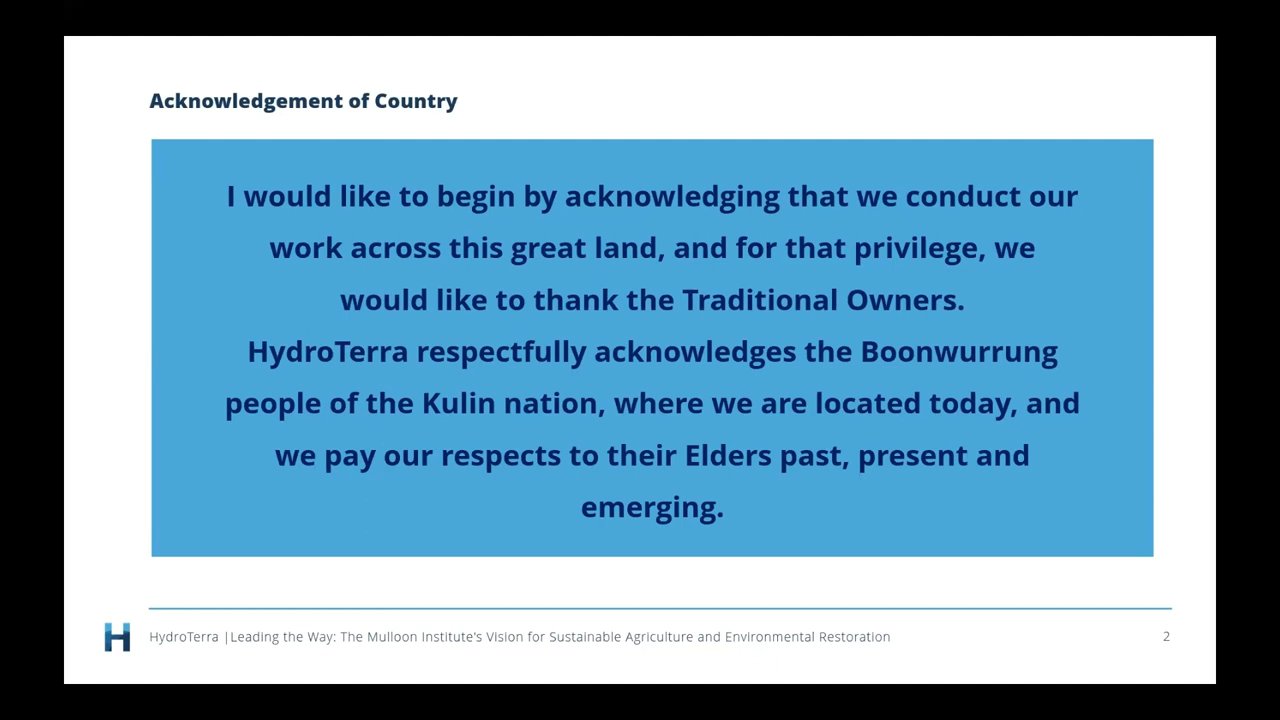 Acknowledgement of Country
I would like to begin by acknowledging that we conduct our
work across this great land, and for that privilege, we
would like to thank the Traditional Owners.
HydroTerra respectfully acknowledges the Boonwurrung
people of the Kulin nation, where we are located today, and
we pay our respects to their Elders past, present and
emerging.
HydroTerra |Leading the Way: The Mulloon Institute's Vision for Sustainable Agriculture and Environmental Restoration
2